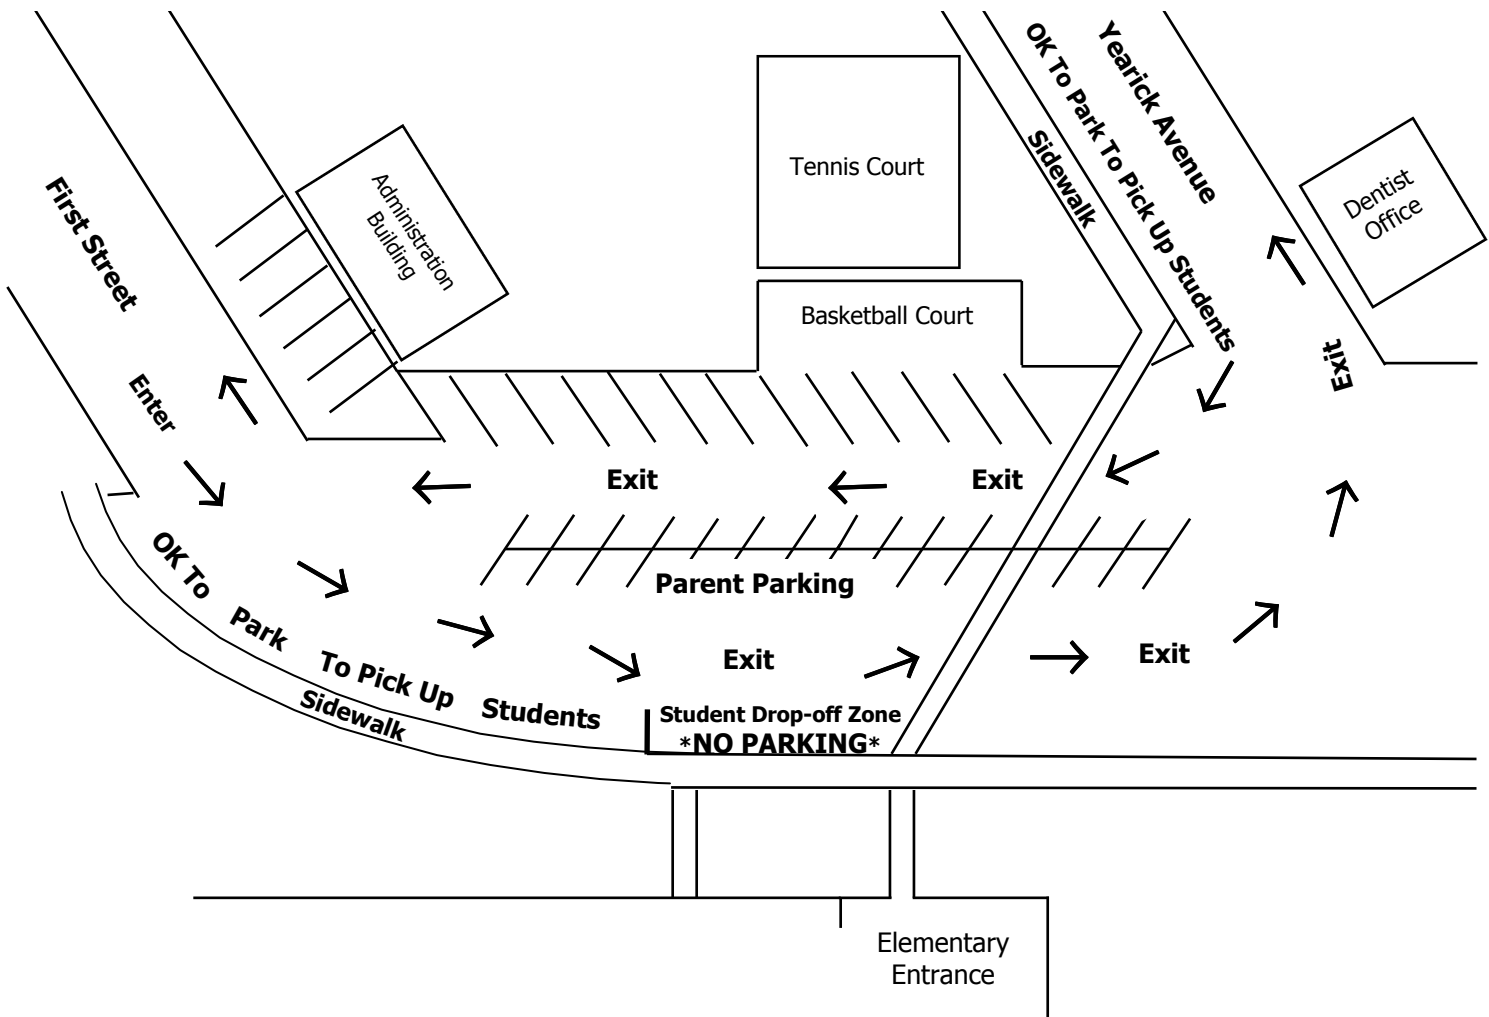 First Street
Enter
Administration
Building
Tennis Court
Basketball Court
Sidewalk
OK To Park To Pick Up Students
Yearick Avenue
Dentist
Office
Exit
Exit
Exit
Parent Parking
OK To Park To Pick Up Students
Sidewalk
Exit
Exit
Student Drop-off Zone
*NO PARKING*
Elementary
Entrance